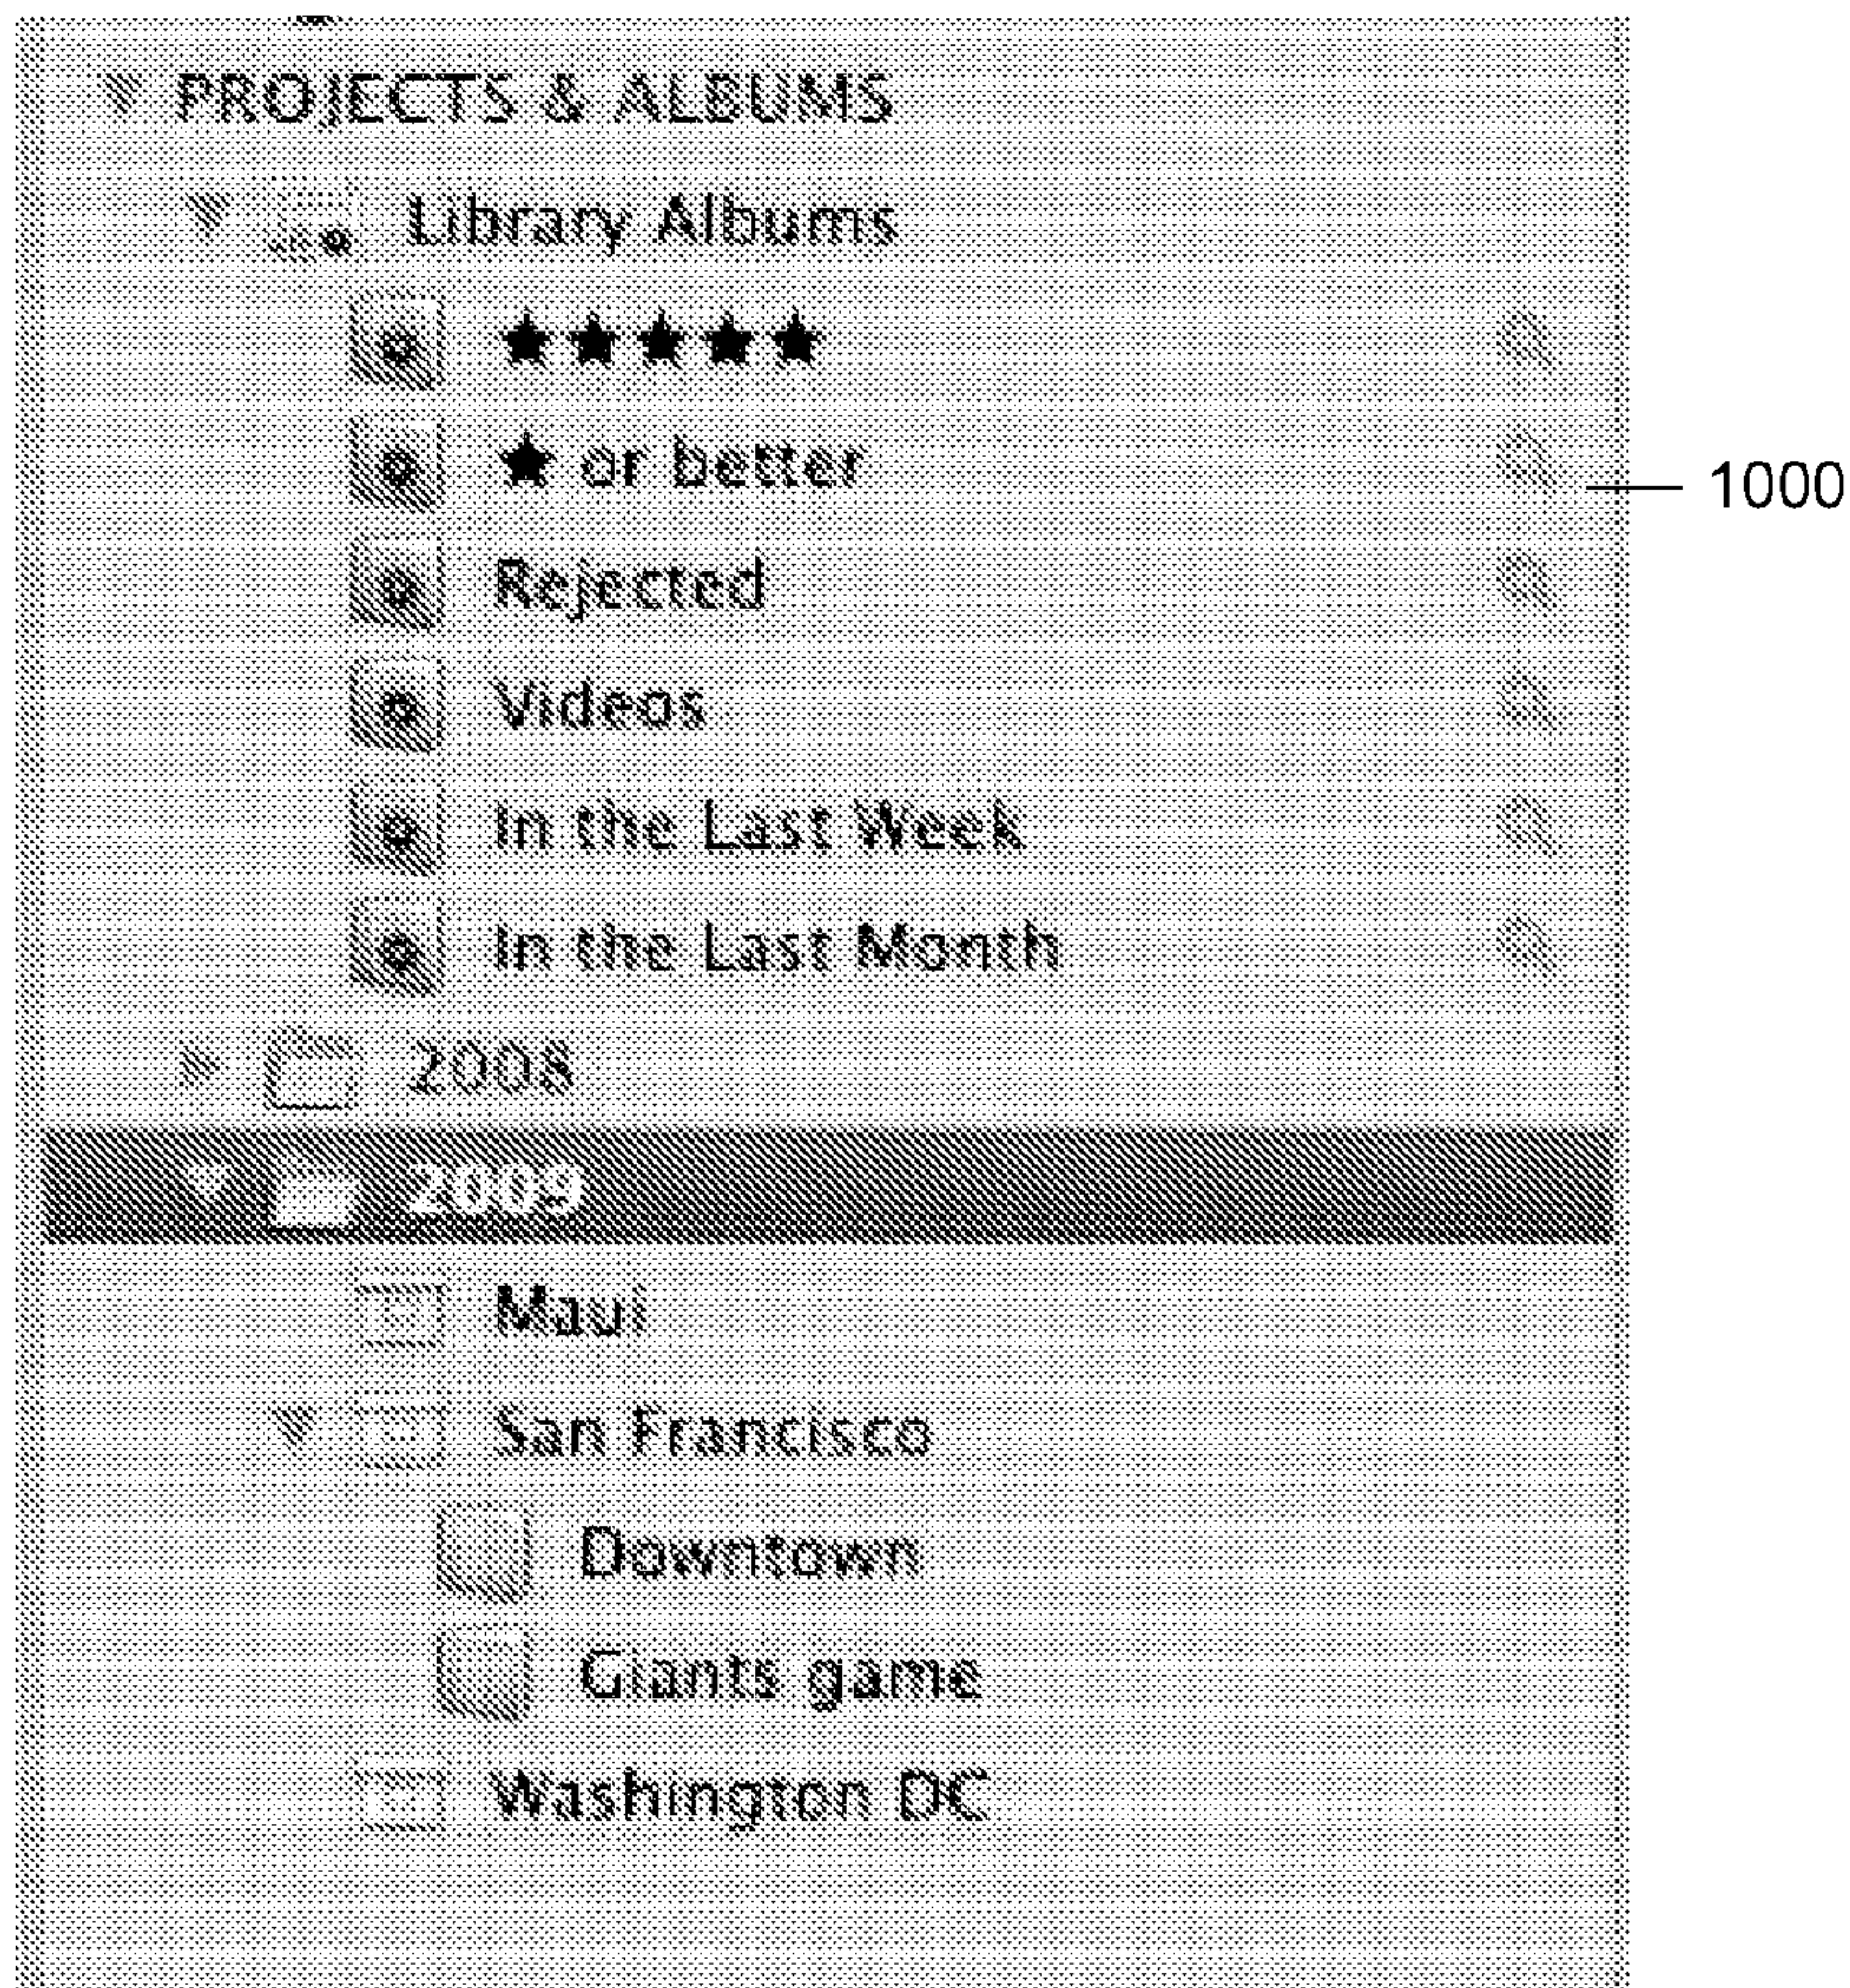 PROJECTS & ALBUMS
Library Albums
★★★★★
★ or better
1000
Rejected
Videos
In the Last Week
In the Last Month
2008
2009
Maui
San Francisco
Downtown
Giants game
Washington DC